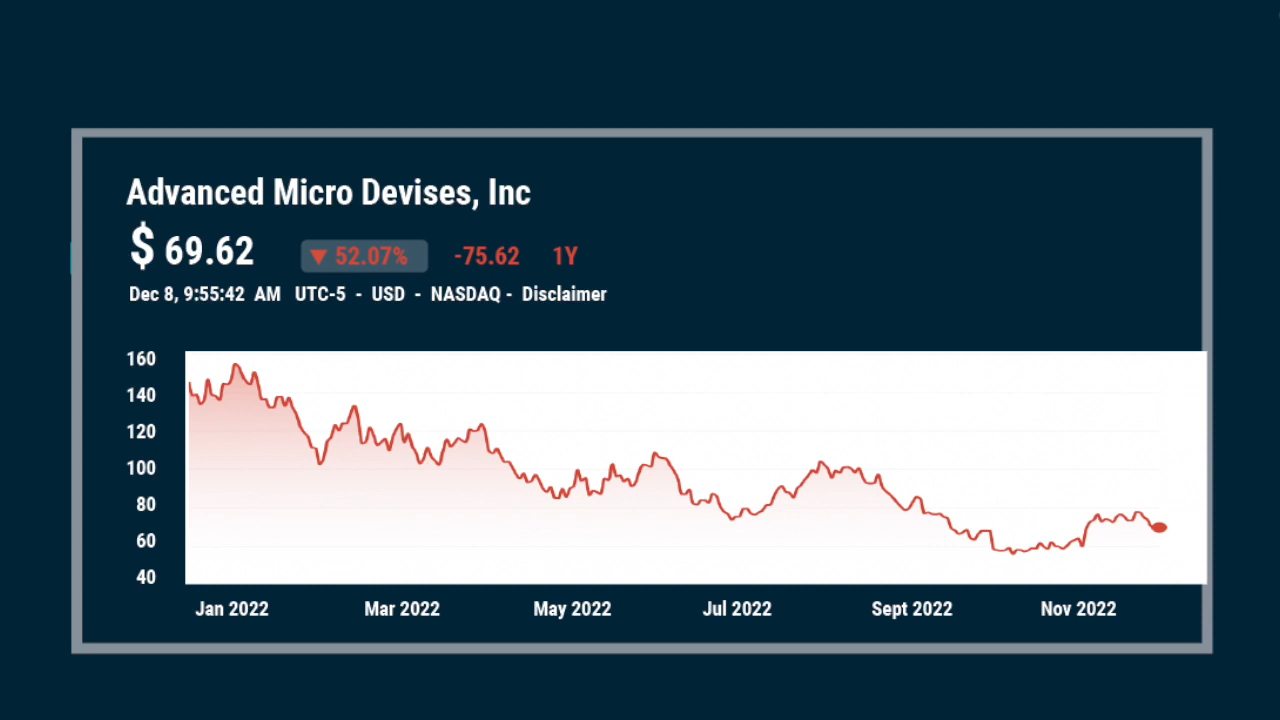 Advanced Micro Devises, Inc
$ 69.62 ▼ 52.07% -75.62 1Y
Dec 8, 9:55:42 AM UTC-5 - USD - NASDAQ - Disclaimer
160
140
120
100
80
60
40
Jan 2022 Mar 2022 May 2022 Jul 2022 Sept 2022 Nov 2022